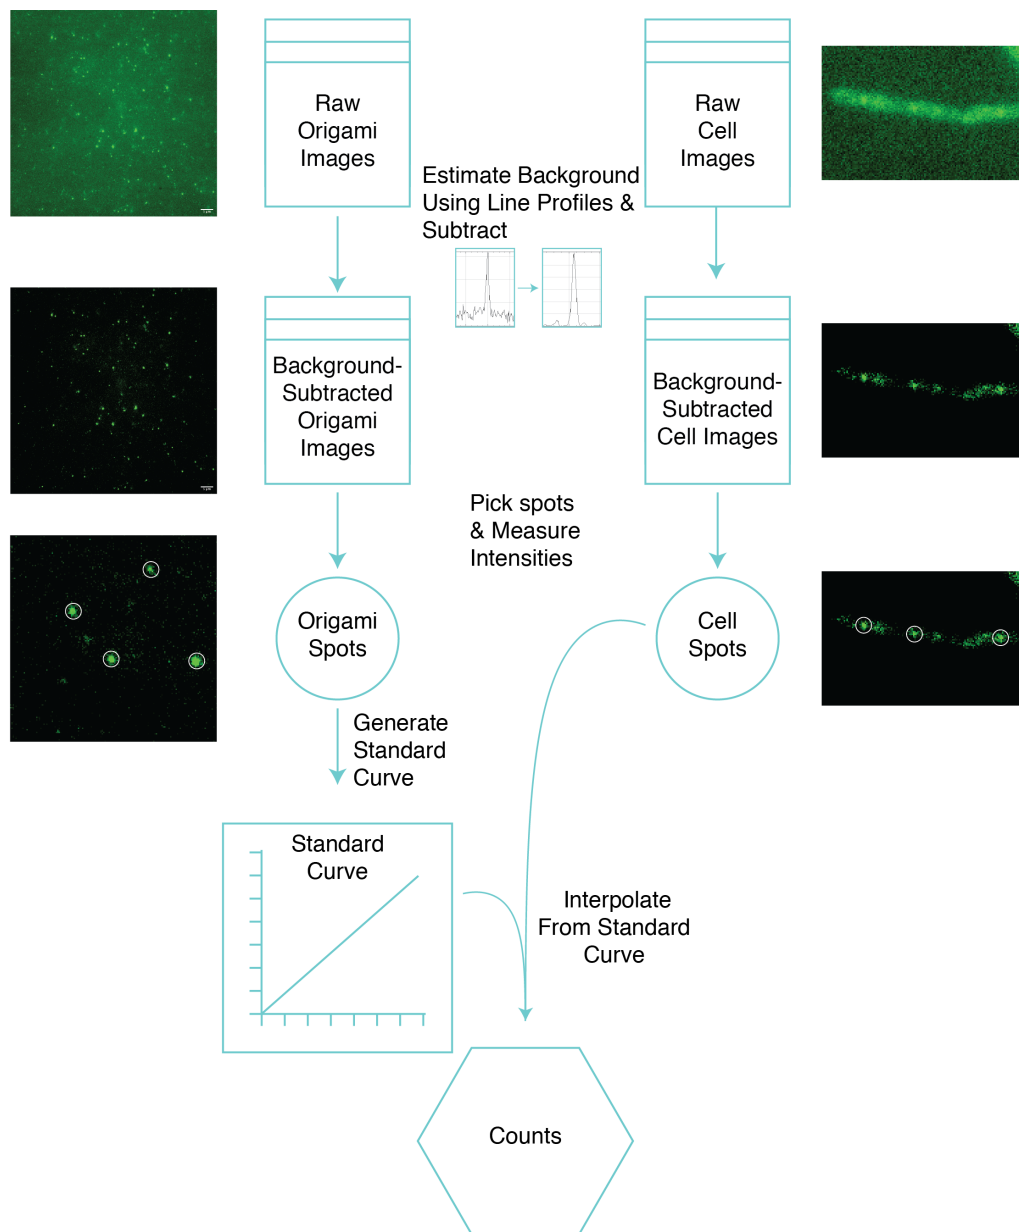 Raw
Origami
Images
Raw
Cell
Images
Estimate Background
Using Line Profiles &
Subtract
Background-
Subtracted
Origami
Images
Background-
Subtracted
Cell Images
Pick spots
& Measure
Intensities
Origami
Spots
Cell
Spots
Generate
Standard
Curve
Standard
Curve
Interpolate
From Standard
Curve
Counts